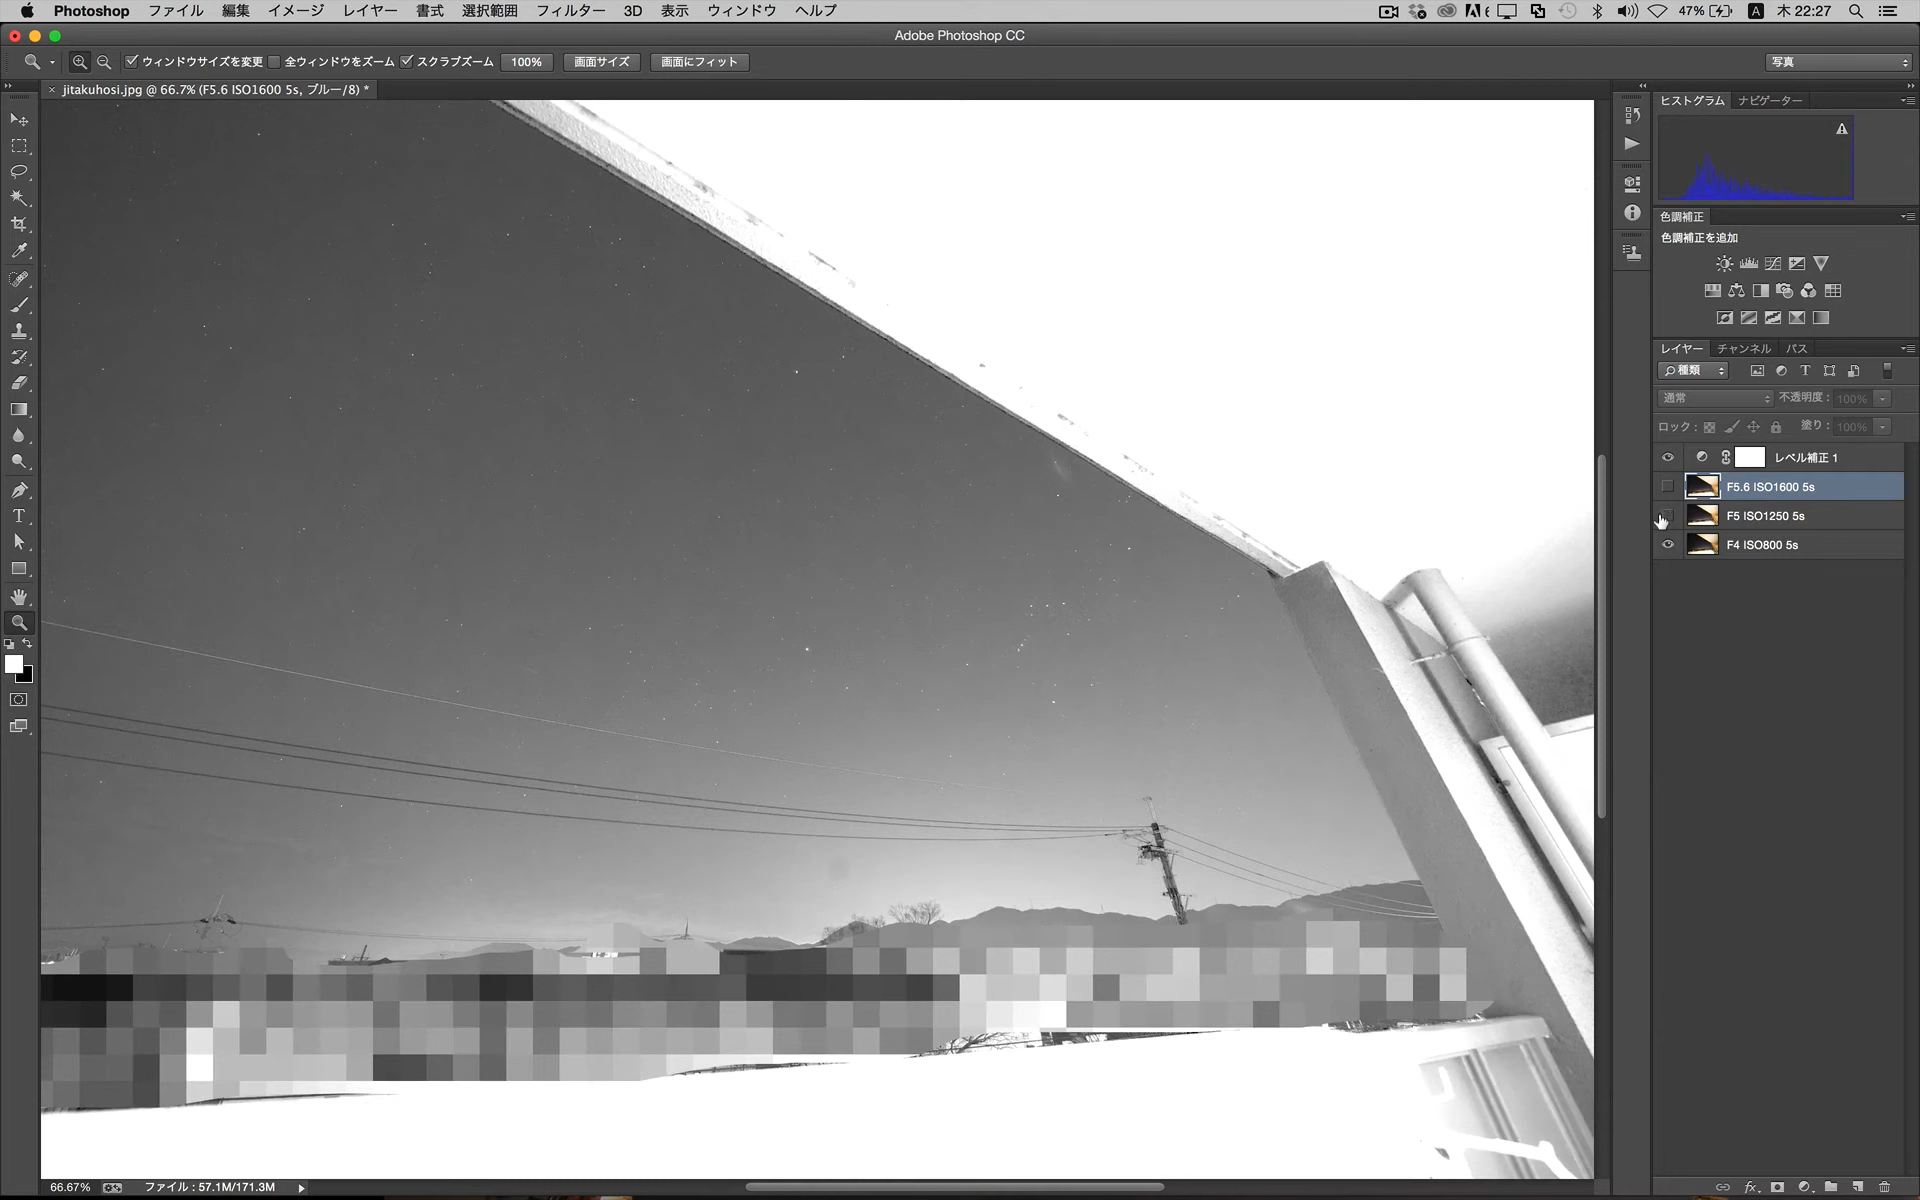 Photoshop ファイル 編集 イメージ レイヤー 書式 選択範囲 フィルター 3D 表示 ウィンドウ ヘルプ 6 47% A 木 22:27
Adobe Photoshop CC
ウィンドウサイズを変更 全ウィンドウをズーム スクラブズーム 100% 画面サイズ 画面にフィット 写真
× jitakuhosi.jpg @ 66.7% (F5.6 ISO1600 5s, ブルー/8) *
ヒストグラム ナビゲーター
色調補正
色調補正を追加
レイヤー チャンネル パス
種類
通常 不透明度 : 100%
ロック : 塗り : 100%
レベル補正 1
F5.6 ISO1600 5s
F5 ISO1250 5s
F4 ISO800 5s
66.67% ファイル : 57.1M/171.3M